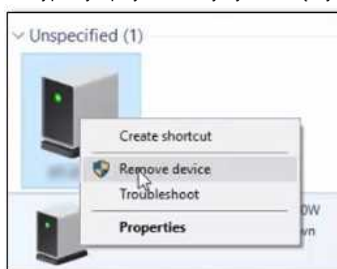 Unspecified (1)
Create shortcut
Remove device
Troubleshoot
Properties